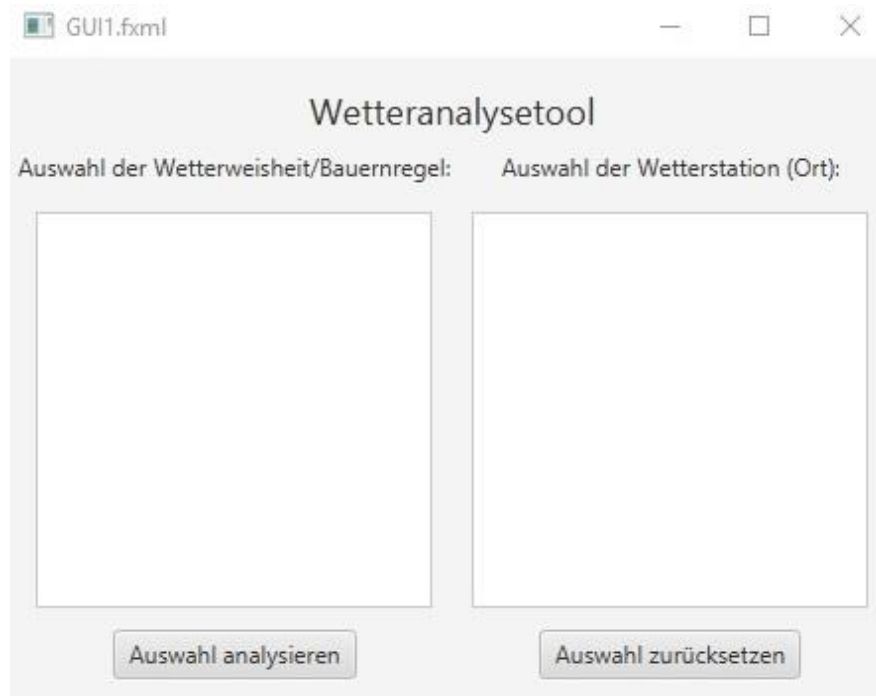 GUI1.fxml
Wetteranalysetool
Auswahl der Wetterweisheit/Bauernregel:
Auswahl der Wetterstation (Ort):
Auswahl analysieren
Auswahl zurücksetzen